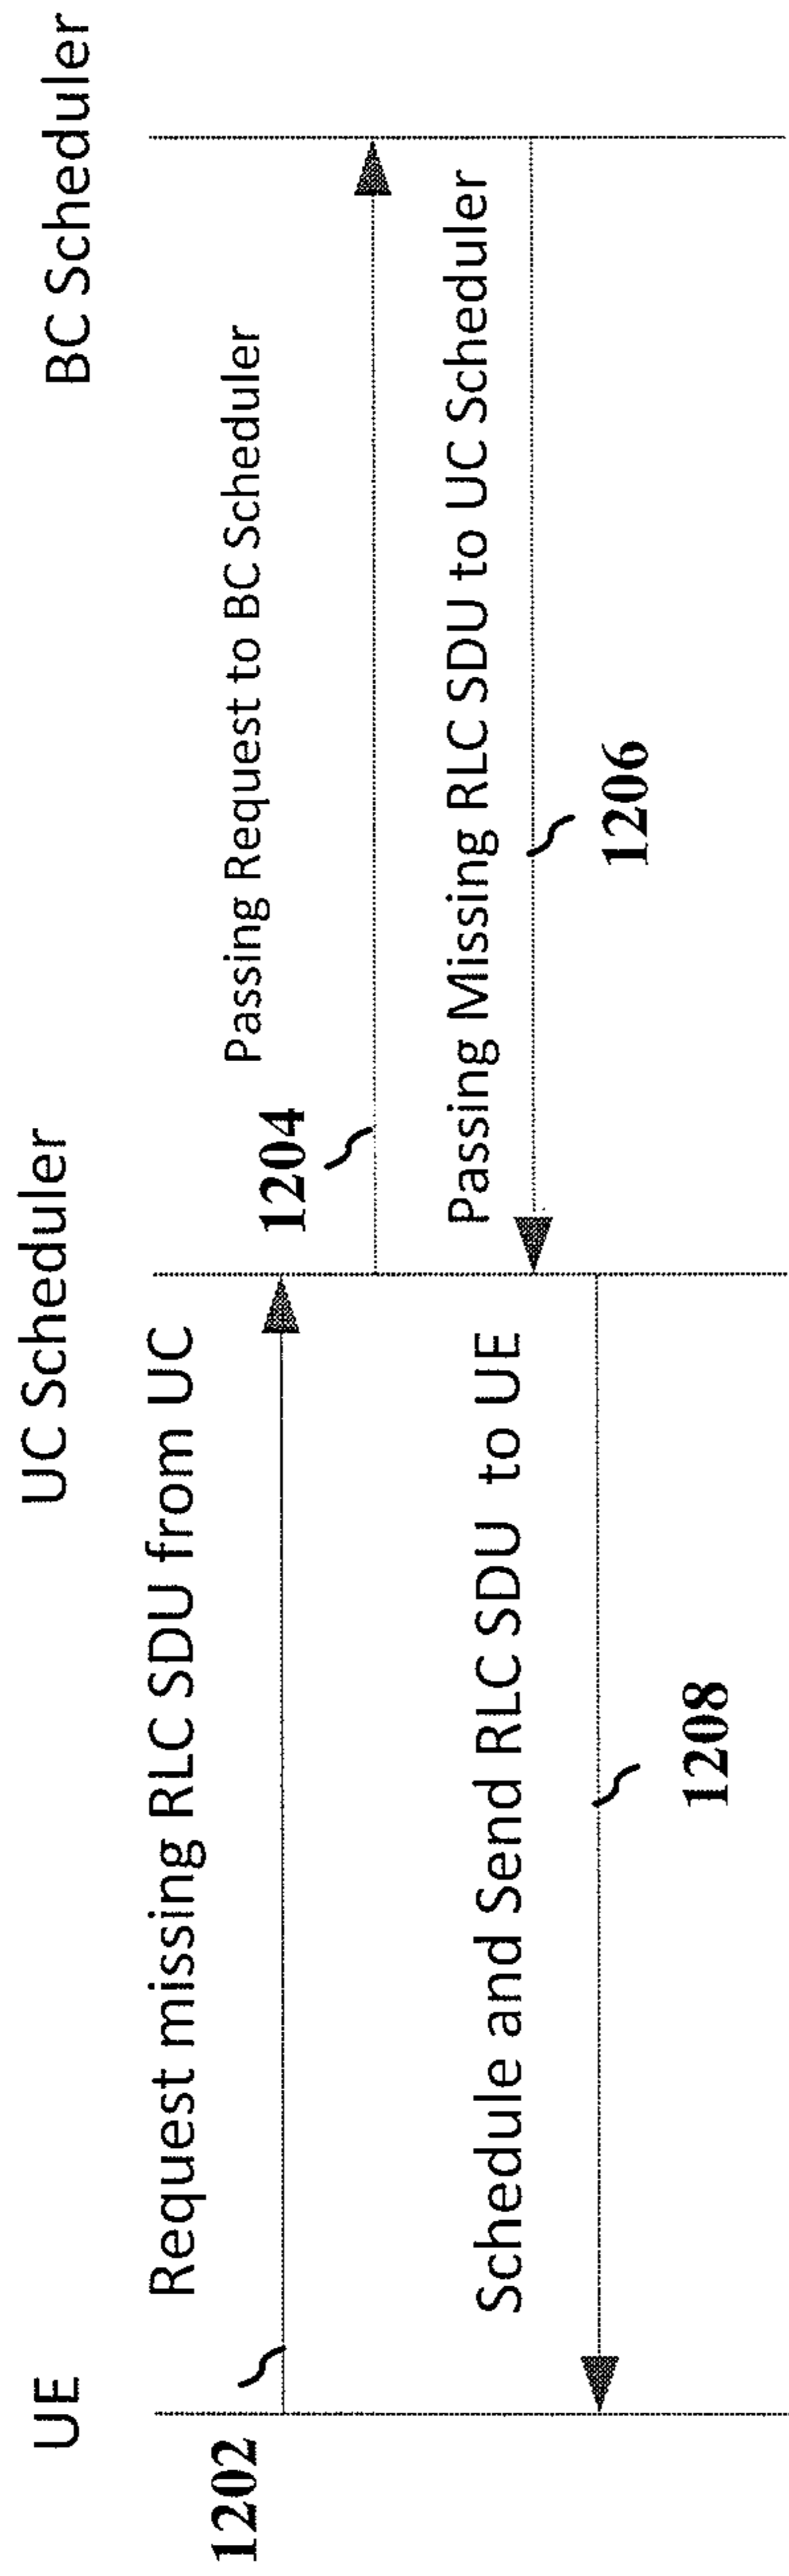 UE
UC Scheduler
BC Scheduler
1202
Request missing RLC SDU from UC
1204
Passing Request to BC Scheduler
Passing Missing RLC SDU to UC Scheduler
1206
Schedule and Send RLC SDU to UE
1208